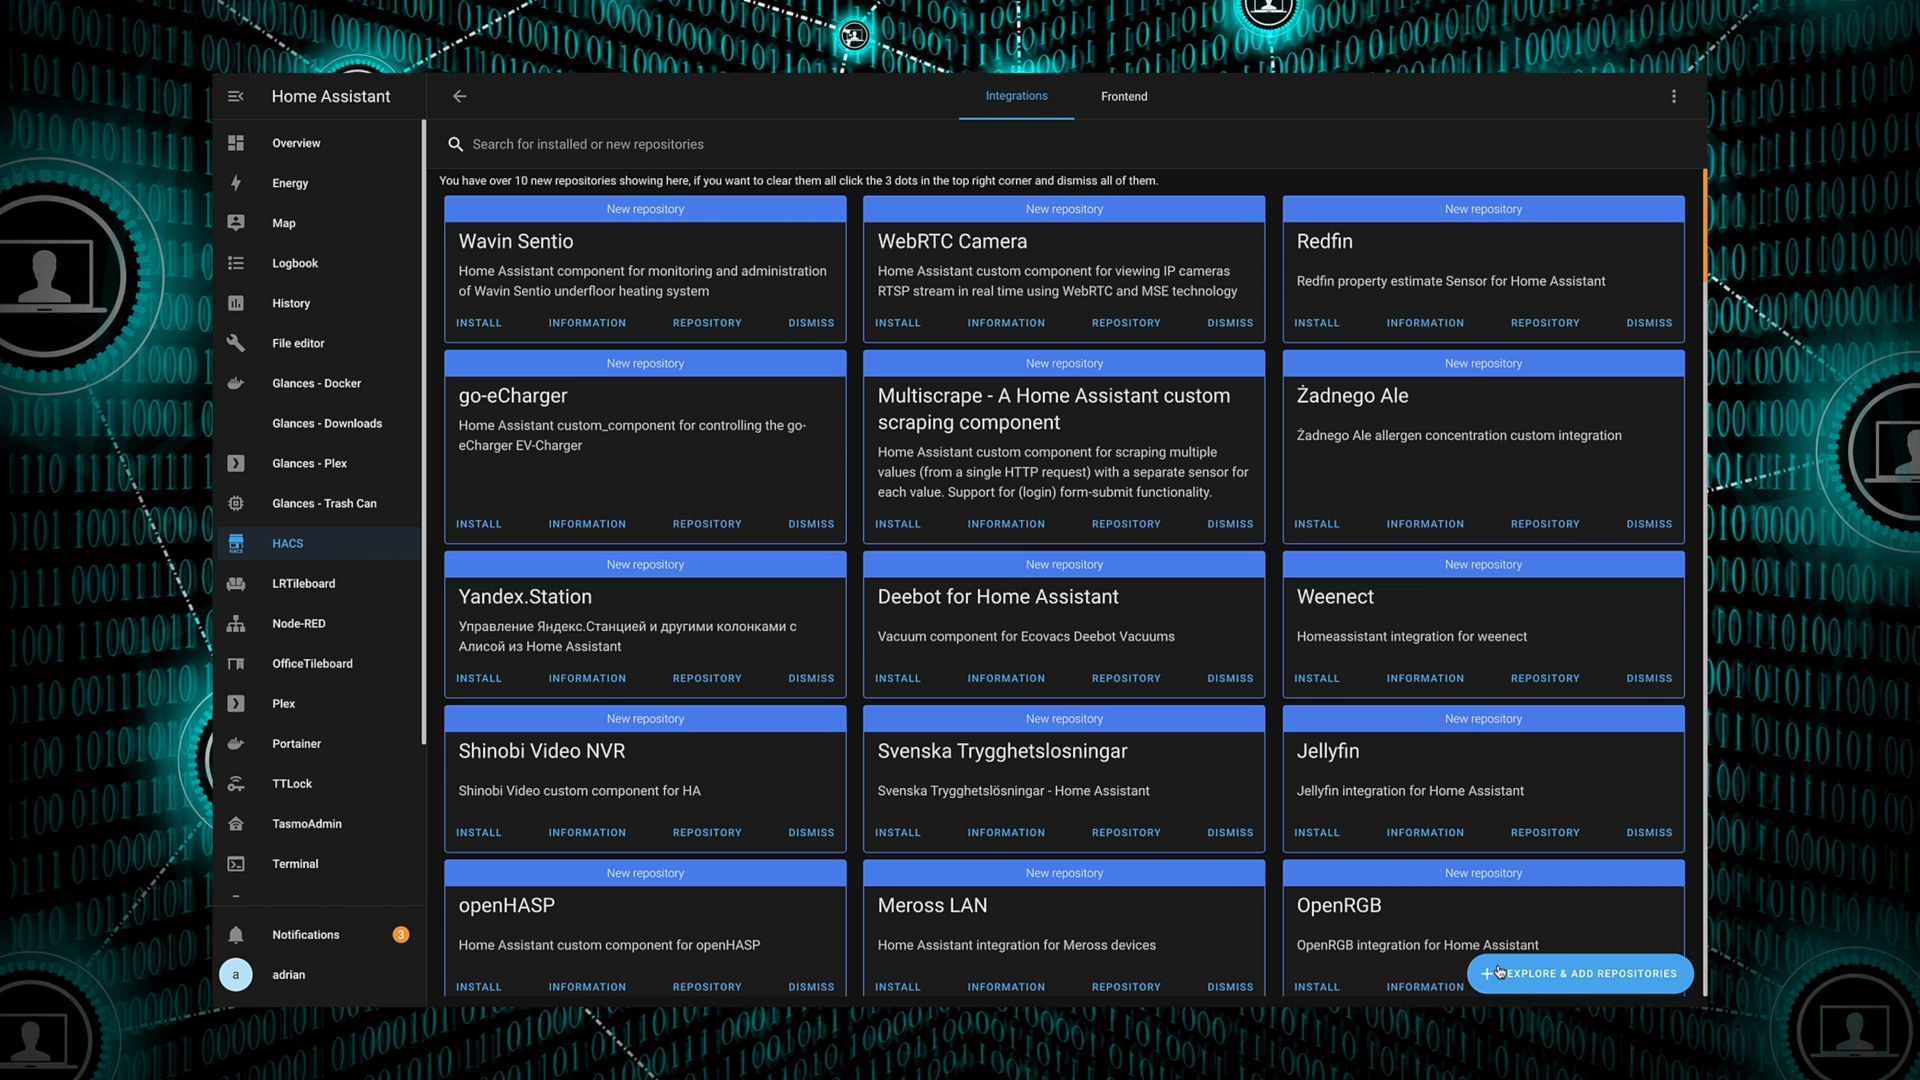 Home Assistant
Overview
Energy
Map
Logbook
History
File editor
Glances - Docker
Glances - Downloads
Glances - Plex
Glances - Trash Can
HACS
HACS
LRTileboard
Node-RED
OfficeTileboard
Plex
Portainer
TTLock
TasmoAdmin
Terminal
Notifications 3
a adrian
Integrations Frontend
Search for installed or new repositories
You have over 10 new repositories showing here, if you want to clear them all click the 3 dots in the top right corner and dismiss all of them.
New repository
Wavin Sentio
Home Assistant component for monitoring and administration
of Wavin Sentio underfloor heating system
INSTALL INFORMATION REPOSITORY DISMISS
New repository
WebRTC Camera
Home Assistant custom component for viewing IP cameras
RTSP stream in real time using WebRTC and MSE technology
INSTALL INFORMATION REPOSITORY DISMISS
New repository
Redfin
Redfin property estimate Sensor for Home Assistant
INSTALL INFORMATION REPOSITORY DISMISS
New repository
go-eCharger
Home Assistant custom_component for controlling the go-
eCharger EV-Charger
INSTALL INFORMATION REPOSITORY DISMISS
New repository
Multiscrape - A Home Assistant custom
scraping component
Home Assistant custom component for scraping multiple
values (from a single HTTP request) with a separate sensor for
each value. Support for (login) form-submit functionality.
INSTALL INFORMATION REPOSITORY DISMISS
New repository
Żadnego Ale
Żadnego Ale allergen concentration custom integration
INSTALL INFORMATION REPOSITORY DISMISS
New repository
Yandex.Station
Управление Яндекс.Станцией и другими колонками с
Алисой из Home Assistant
INSTALL INFORMATION REPOSITORY DISMISS
New repository
Deebot for Home Assistant
Vacuum component for Ecovacs Deebot Vacuums
INSTALL INFORMATION REPOSITORY DISMISS
New repository
Weenect
Homeassistant integration for weenect
INSTALL INFORMATION REPOSITORY DISMISS
New repository
Shinobi Video NVR
Shinobi Video custom component for HA
INSTALL INFORMATION REPOSITORY DISMISS
New repository
Svenska Trygghetslosningar
Svenska Trygghetslösningar - Home Assistant
INSTALL INFORMATION REPOSITORY DISMISS
New repository
Jellyfin
Jellyfin integration for Home Assistant
INSTALL INFORMATION REPOSITORY DISMISS
New repository
openHASP
Home Assistant custom component for openHASP
INSTALL INFORMATION REPOSITORY DISMISS
New repository
Meross LAN
Home Assistant integration for Meross devices
INSTALL INFORMATION REPOSITORY DISMISS
New repository
OpenRGB
OpenRGB integration for Home Assistant
INSTALL INFORMATION
EXPLORE & ADD REPOSITORIES